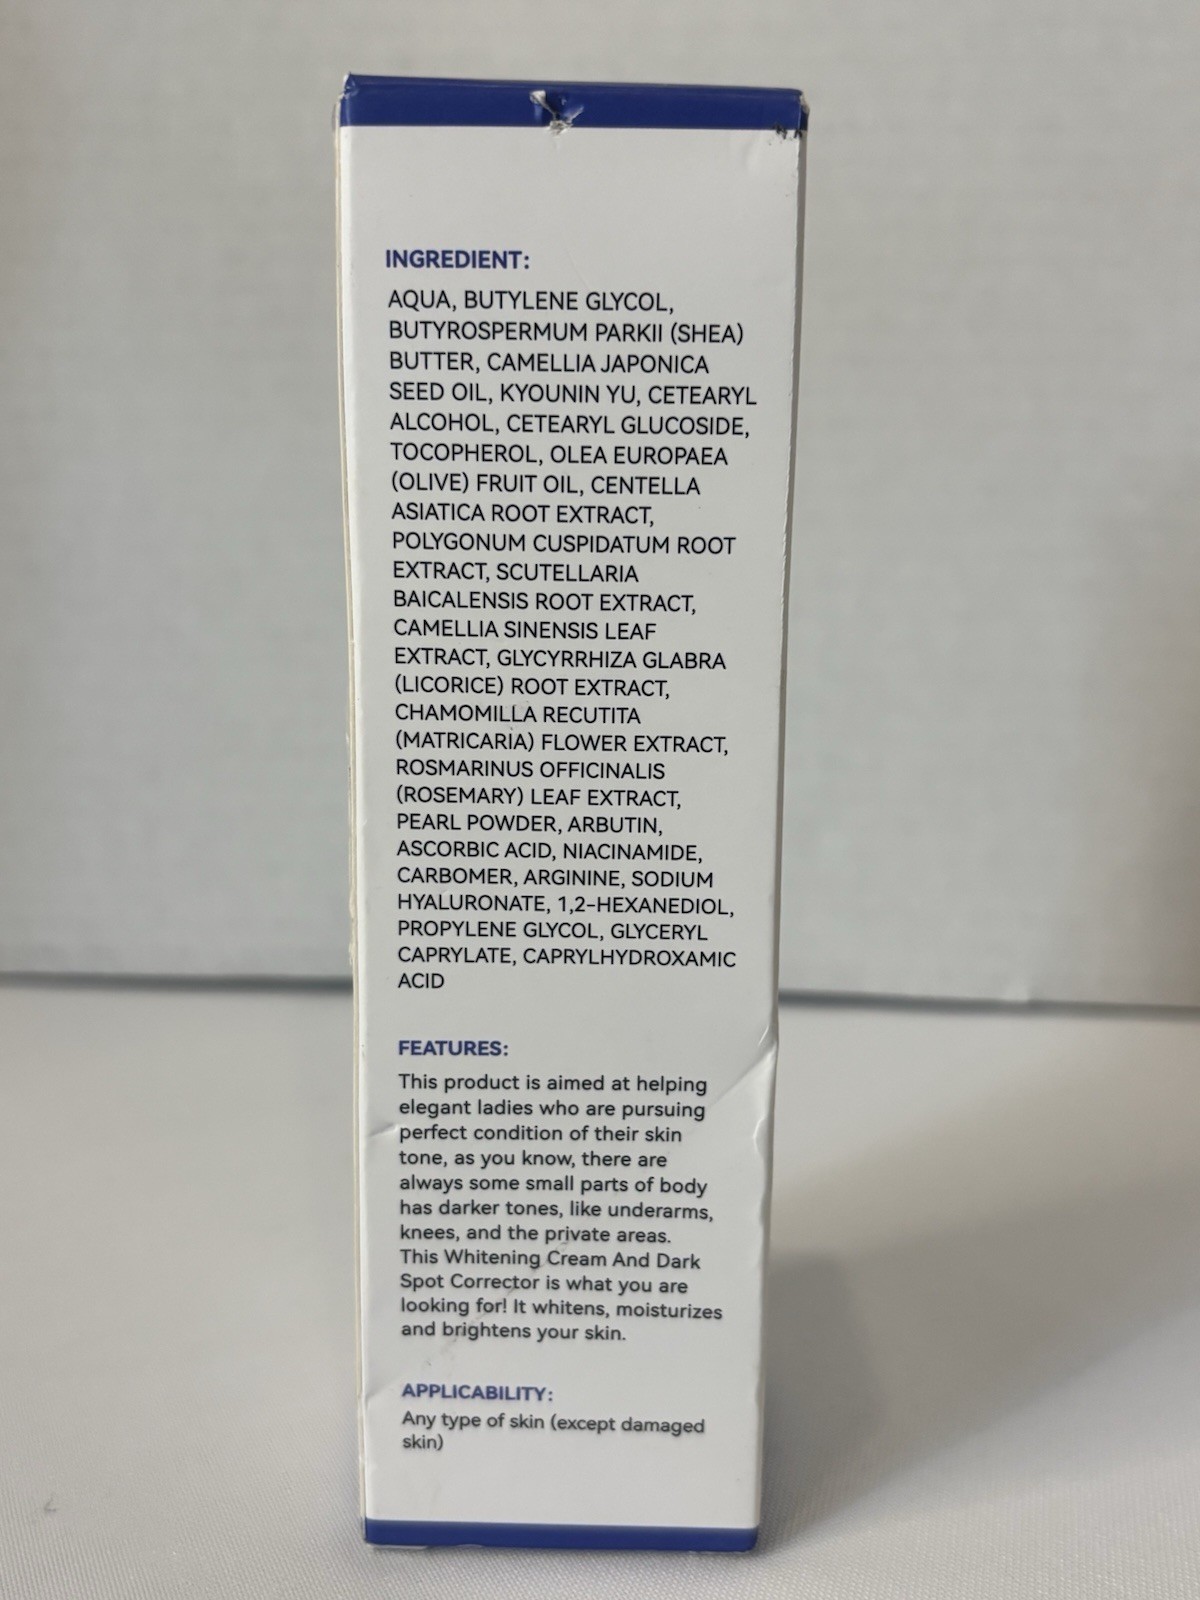 INGREDIENT:
AQUA, BUTYLENE GLYCOL,
BUTYROSPERMUM PARKII (SHEA)
BUTTER, CAMELLIA JAPONICA
SEED OIL, KYOUNIN YU, CETEARYL
ALCOHOL, CETEARYL GLUCOSIDE,
TOCOPHEROL, OLEA EUROPAEA
(OLIVE) FRUIT OIL, CENTELLA
ASIATICA ROOT EXTRACT,
POLYGONUM CUSPIDATUM ROOT
EXTRACT, SCUTELLARIA
BAICALENSIS ROOT EXTRACT,
CAMELLIA SINENSIS LEAF
EXTRACT, GLYCYRRHIZA GLABRA
(LICORICE) ROOT EXTRACT,
CHAMOMILLA RECUTITA
(MATRICARIA) FLOWER EXTRACT,
ROSMARINUS OFFICINALIS
(ROSEMARY) LEAF EXTRACT,
PEARL POWDER, ARBUTIN,
ASCORBIC ACID, NIACINAMIDE,
CARBOMER, ARGININE, SODIUM
HYALURONATE, 1,2-HEXANEDIOL,
PROPYLENE GLYCOL, GLYCERYL
CAPRYLATE, CAPRYLHYDROXAMIC
ACID
FEATURES:
This product is aimed at helping
elegant ladies who are pursuing
perfect condition of their skin
tone, as you know, there are
always some small parts of body
has darker tones, like underarms,
knees, and the private areas.
This Whitening Cream And Dark
Spot Corrector is what you are
looking for! It whitens, moisturizes
and brightens your skin.
APPLICABILITY:
Any type of skin (except damaged
skin)